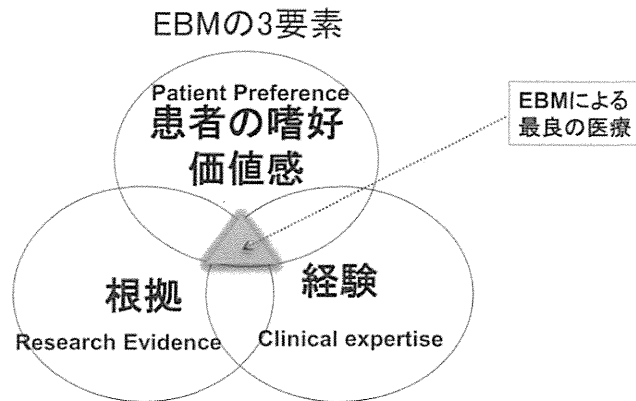 EBMの3要素
Patient Preference
患者の嗜好
価値感
EBMによる
最良の医療
根拠
Research Evidence
経験
Clinical expertise